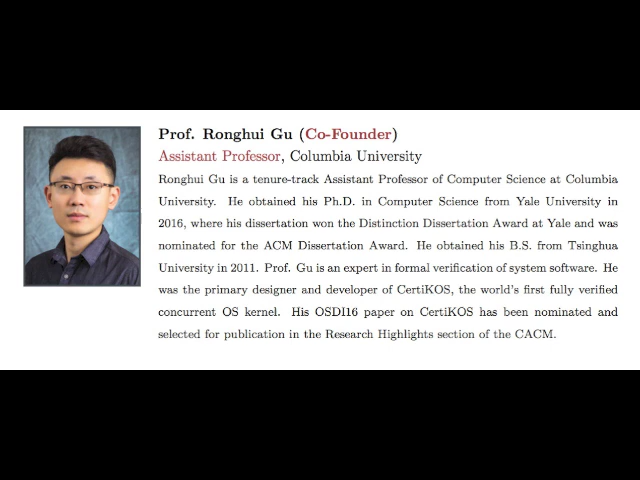 Prof. Ronghui Gu (Co-Founder)
Assistant Professor, Columbia University
Ronghui Gu is a tenure-track Assistant Professor of Computer Science at Columbia
University. He obtained his Ph.D. in Computer Science from Yale University in
2016, where his dissertation won the Distinction Dissertation Award at Yale and was
nominated for the ACM Dissertation Award. He obtained his B.S. from Tsinghua
University in 2011. Prof. Gu is an expert in formal verification of system software. He
was the primary designer and developer of CertiKOS, the world's first fully verified
concurrent OS kernel. His OSDI16 paper on CertiKOS has been nominated and
selected for publication in the Research Highlights section of the CACM.